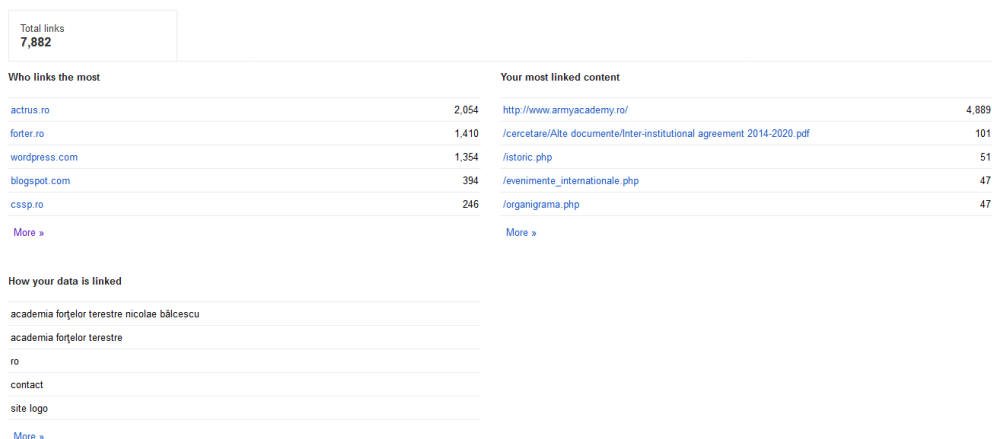 Total links
7,882
Who links the most
actrus.ro 2,054
forter.ro 1,410
wordpress.com 1,354
blogspot.com 394
cssp.ro 246
More »
Your most linked content
http://www.armyacademy.ro/ 4,889
/cercetare/Alte documente/Inter-institutional agreement 2014-2020.pdf 101
/istoric.php 51
/evenimente_internationale.php 47
/organigrama.php 47
More »
How your data is linked
academia forţelor terestre nicolae bălcescu
academia forţelor terestre
ro
contact
site logo
More »